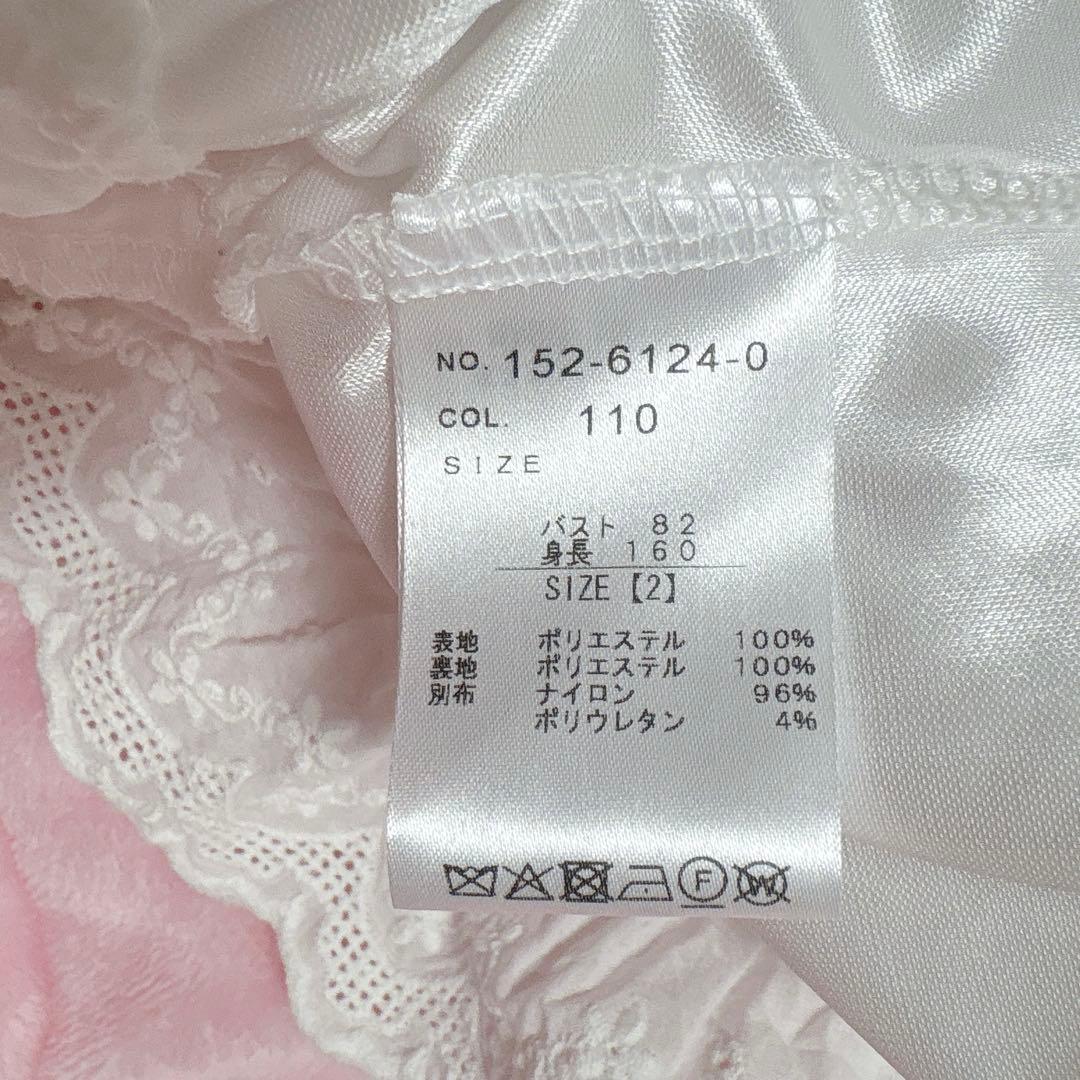 NO. 152-6124-0
COL. 110
SIZE
バスト 82
身長 160
SIZE【2】
表地 ポリエステル 100%
裏地 ポリエステル 100%
別布 ナイロン 96%
ポリウレタン 4%
F W